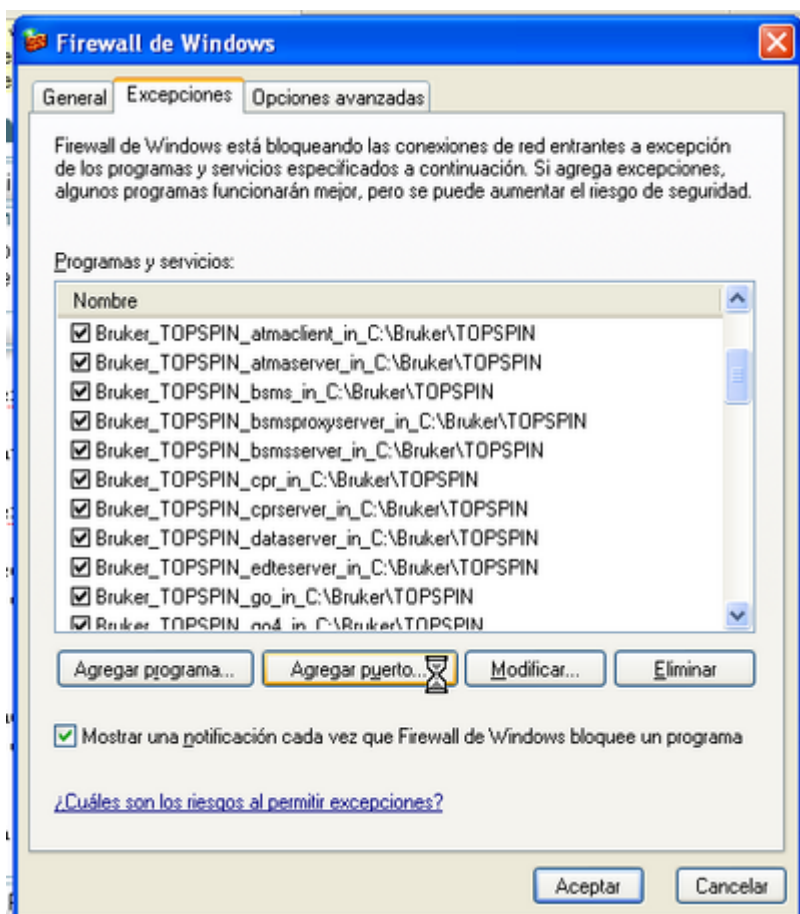 Firewall de Windows
General Excepciones Opciones avanzadas
Firewall de Windows está bloqueando las conexiones de red entrantes a excepción
de los programas y servicios especificados a continuación. Si agrega excepciones,
algunos programas funcionarán mejor, pero se puede aumentar el riesgo de seguridad.
Programas y servicios:
Nombre
Bruker_TOPSPIN_atmaclient_in_C:\Bruker\TOPSPIN
Bruker_TOPSPIN_atmaserver_in_C:\Bruker\TOPSPIN
Bruker_TOPSPIN_bsms_in_C:\Bruker\TOPSPIN
Bruker_TOPSPIN_bsmsproxyserver_in_C:\Bruker\TOPSPIN
Bruker_TOPSPIN_bsmsserver_in_C:\Bruker\TOPSPIN
Bruker_TOPSPIN_cpr_in_C:\Bruker\TOPSPIN
Bruker_TOPSPIN_cprserver_in_C:\Bruker\TOPSPIN
Bruker_TOPSPIN_dataserver_in_C:\Bruker\TOPSPIN
Bruker_TOPSPIN_edteserver_in_C:\Bruker\TOPSPIN
Bruker_TOPSPIN_go_in_C:\Bruker\TOPSPIN
Bruker_TOPSPIN_go4_in_C:\Bruker\TOPSPIN
Agregar programa... Agregar puerto... Modificar... Eliminar
Mostrar una notificación cada vez que Firewall de Windows bloquee un programa
¿Cuáles son los riesgos al permitir excepciones?
Aceptar Cancelar